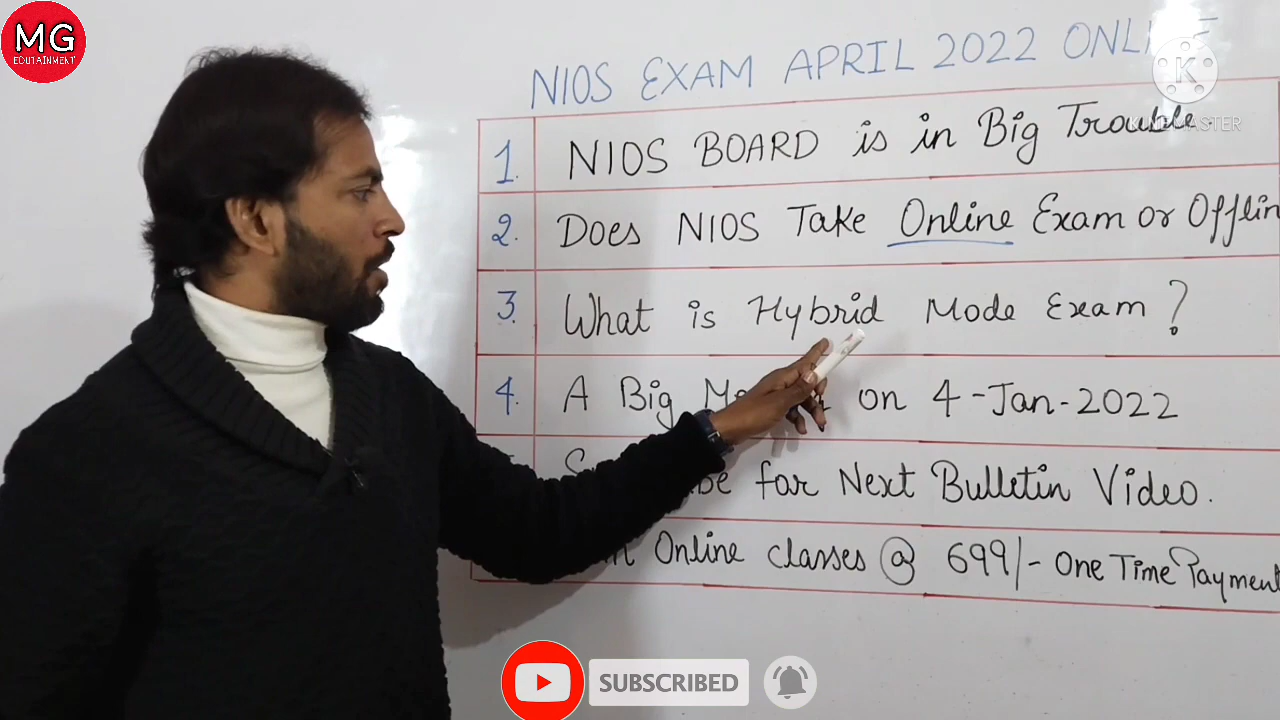 MG
EDUTAINMENT
NIOS EXAM APRIL 2022 ONLINE
K
1. NIOS BOARD is in Big Trouble.
2. Does NIOS Take Online Exam or Offlin
3. What is Hybrid Mode Exam ?
4. A Big on 4-Jan-2022
for Next Bulletin Video.
Online classes @ 699/- One Time Payment
SUBSCRIBED